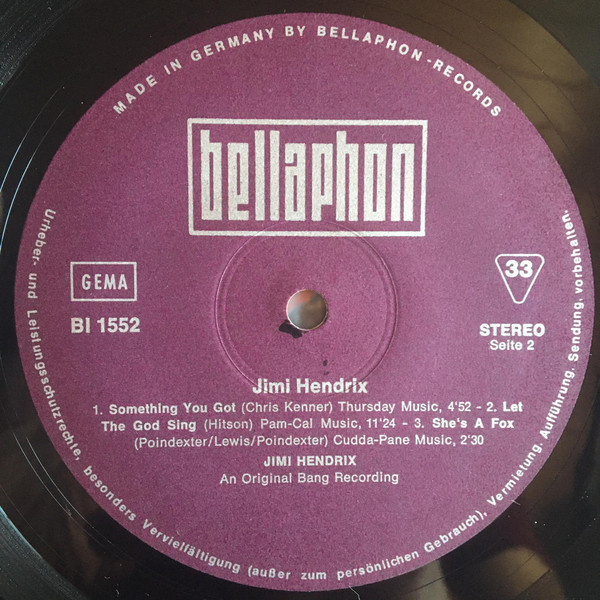 MADE IN GERMANY BY BELLAPHON-RECORDS
bellaphon
GEMA
BI 1552
33
STEREO
Seite 2
Jimi Hendrix
1. Something You Got (Chris Kenner) Thursday Music, 4'52 - 2. Let
The God Sing (Hitson) Pam-Cal Music, 11'24 - 3. She's A Fox
(Poindexter/Lewis/Poindexter) Cudda-Pane Music, 2'30
JIMI HENDRIX
An Original Bang Recording
Urheber- und Leistungsschutzrechte, besonders Vervielfältigung (außer zum persönlichen Gebrauch), Vermietung, Aufführung, Sendung, vorbehalten.